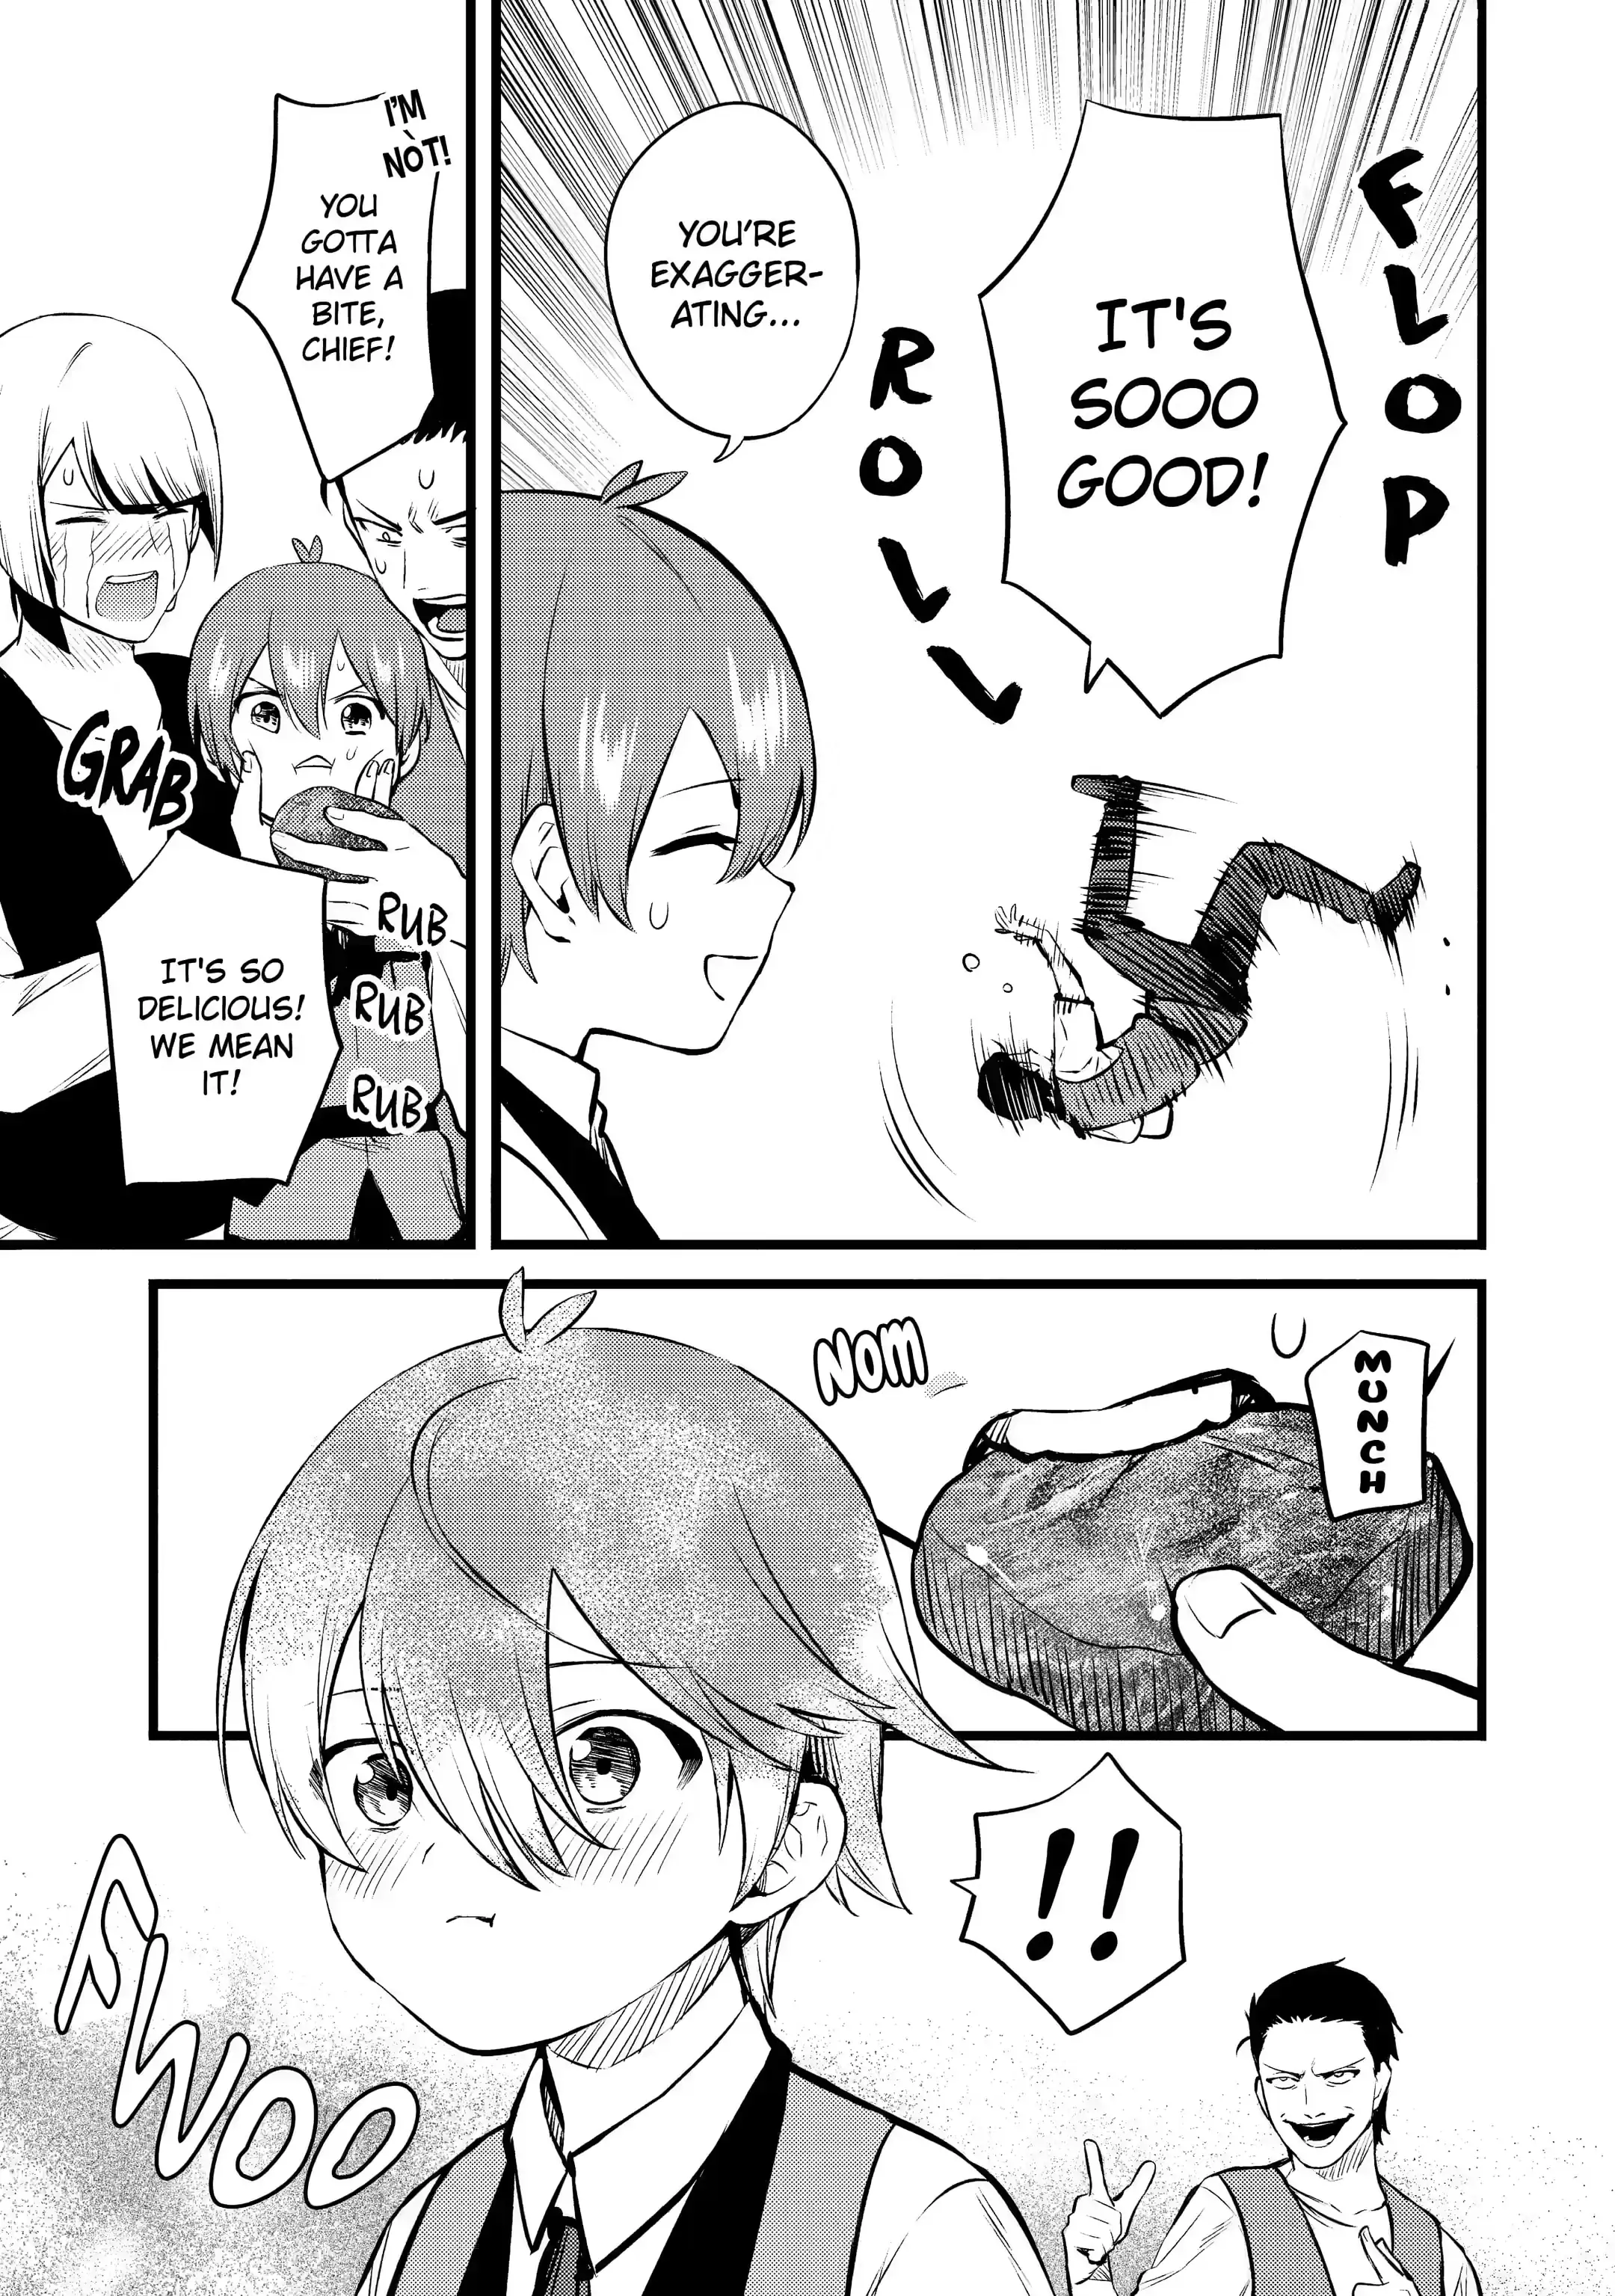 FLOP
IT'S
SOOO
GOOD!
ROLL
YOU'RE
EXAGGER-
ATING...
I'M
NOT!
YOU
GOTTA
HAVE A
BITE,
CHIEF!
GRAB
RUB
RUB
RUB
IT'S SO
DELICIOUS!
WE MEAN
IT!
MUNCH
NOM
!!
FWOO